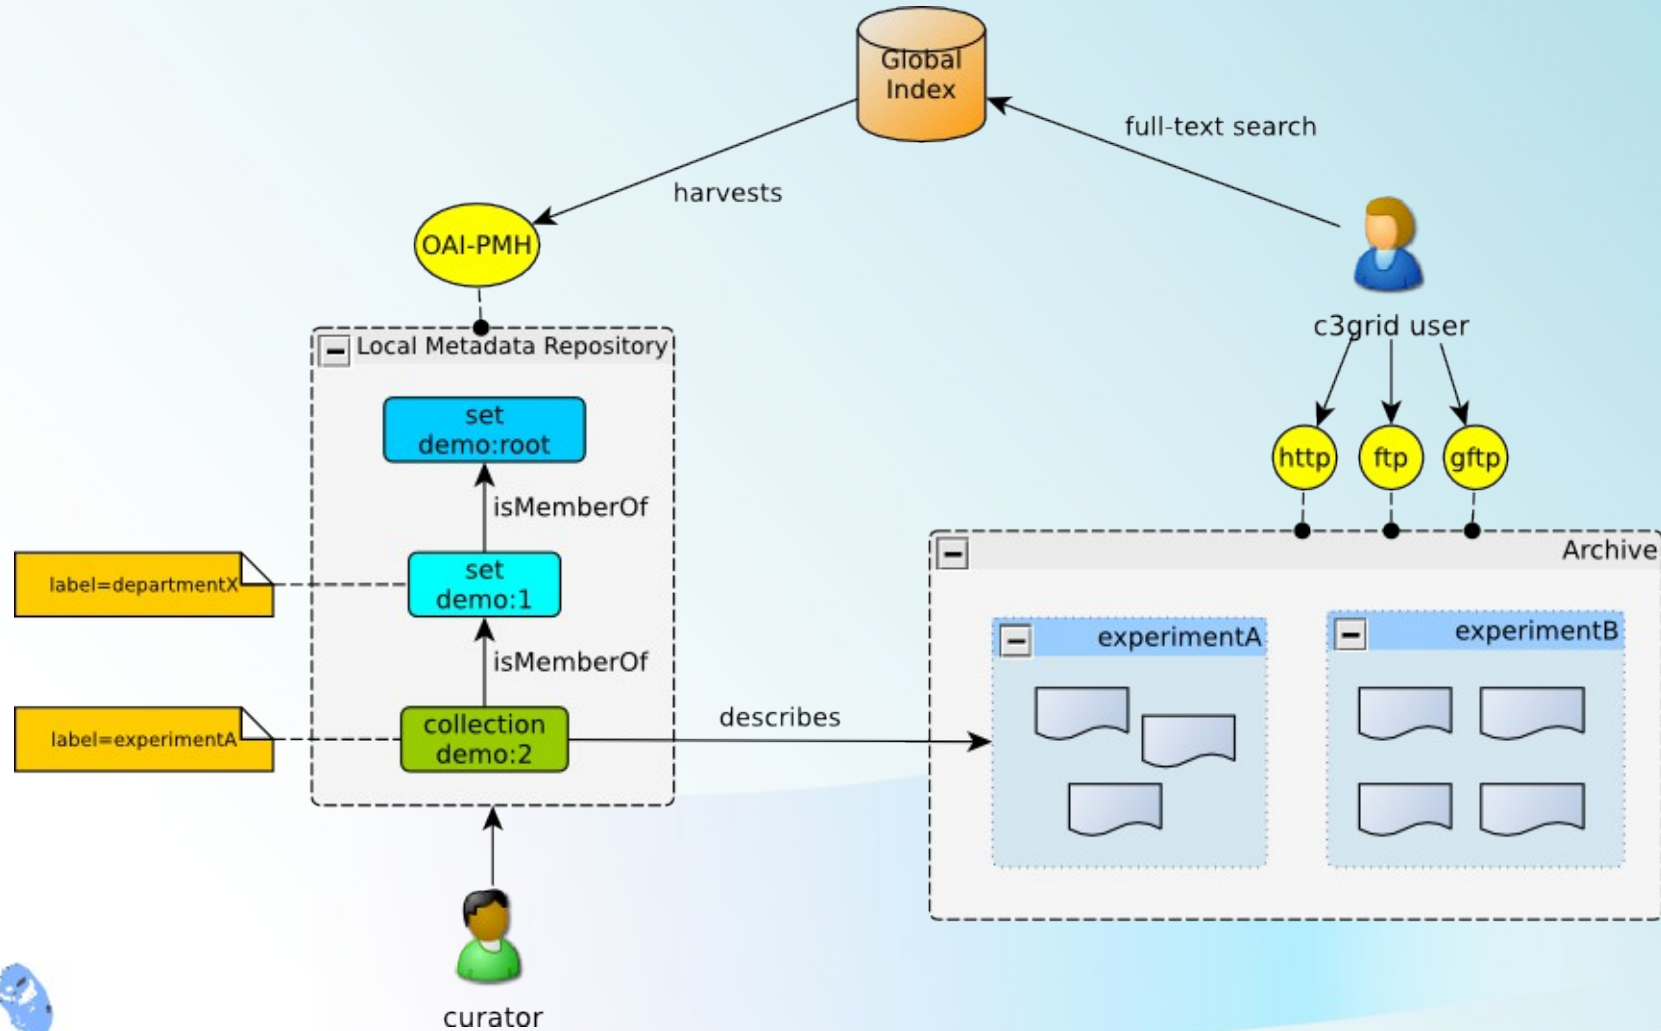 Global
Index
full-text search
harvests
OAI-PMH
c3grid user
Local Metadata Repository
set
demo:root
http
ftp
gftp
isMemberOf
Archive
label=departmentX
set
demo:1
experimentA
experimentB
isMemberOf
label=experimentA
collection
demo:2
describes
curator